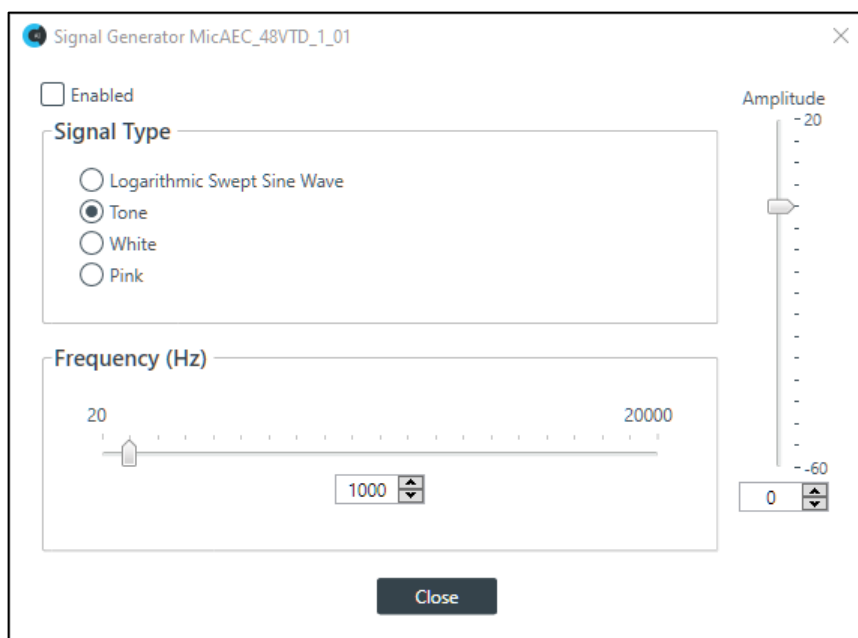 Signal Generator MicAEC_48VTD_1_01
Enabled
Signal Type
Logarithmic Swept Sine Wave
Tone
White
Pink
Amplitude
20
-60
0
Frequency (Hz)
20 20000
1000
Close